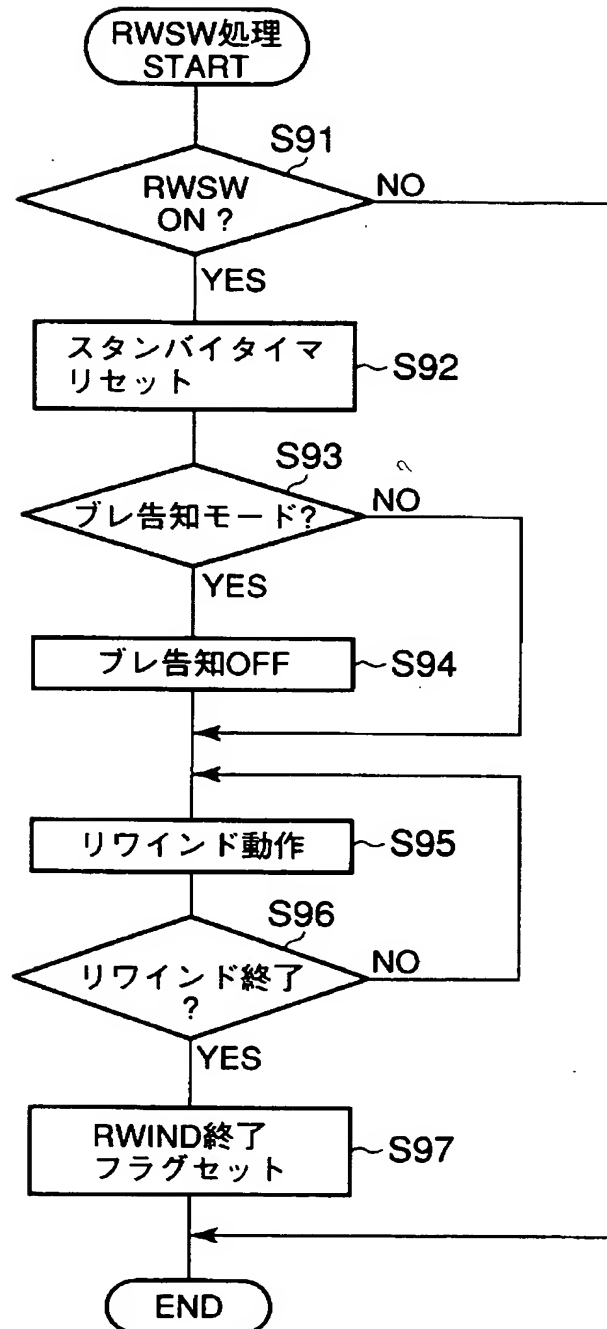 RWSW処理
START
S91
RWSW
ON ?
NO
YES
スタンバイタイマ
リセット
S92
S93
ブレ告知モード?
NO
YES
ブレ告知OFF
S94
リワインド動作
S95
S96
リワインド終了
?
NO
YES
RWIND終了
フラグセット
S97
END